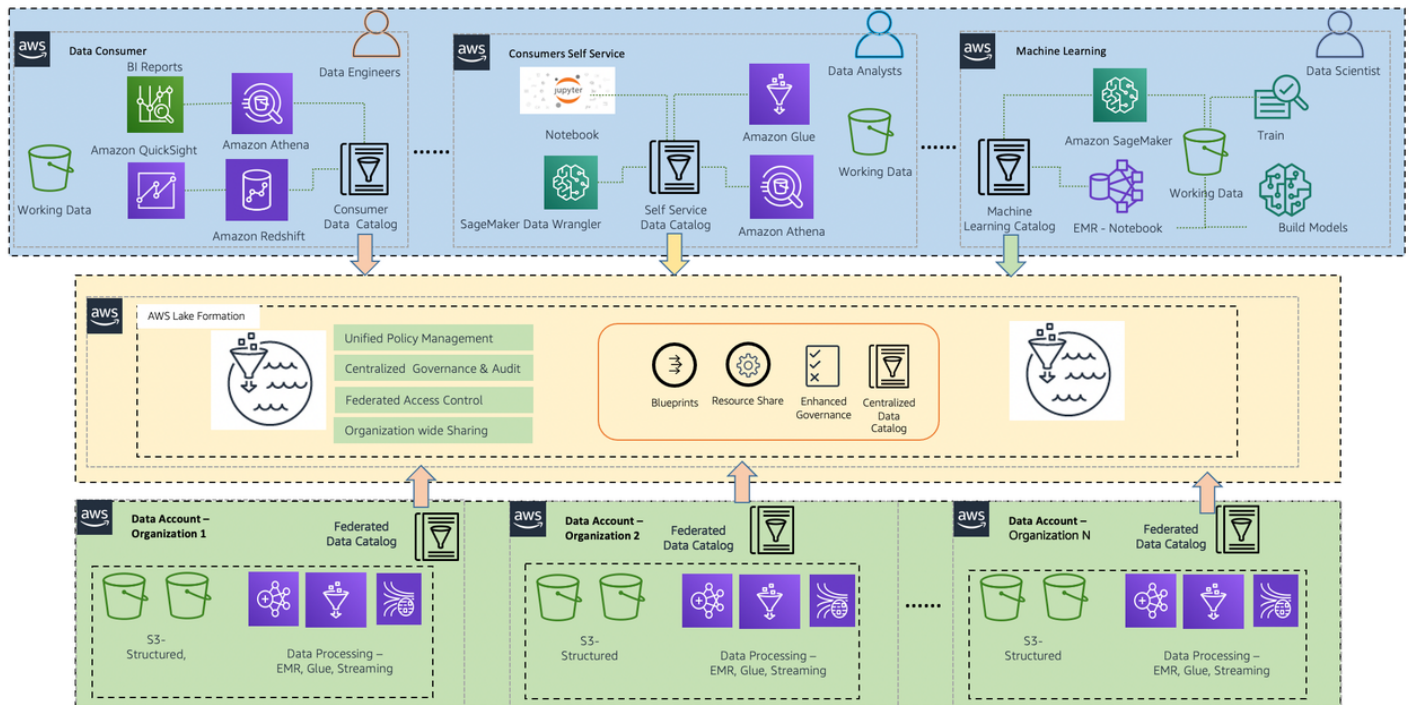 aws
Data Consumer
BI Reports
Data Engineers
Amazon QuickSight
Amazon Athena
Working Data
Amazon Redshift
Consumer
Data Catalog
......
aws
Consumers Self Service
jupyter
Notebook
Data Analysts
Amazon Glue
Working Data
SageMaker Data Wrangler
Self Service
Data Catalog
Amazon Athena
......
aws
Machine Learning
Data Scientist
Amazon SageMaker
Train
Working Data
Machine
Learning Catalog
EMR - Notebook
Build Models
aws
AWS Lake Formation
Unified Policy Management
Centralized Governance & Audit
Federated Access Control
Organization wide Sharing
Blueprints
Resource Share
Enhanced
Governance
Centralized
Data
Catalog
aws
Data Account –
Organization 1
Federated
Data Catalog
S3-
Structured,
Data Processing –
EMR, Glue, Streaming
aws
Data Account –
Organization 2
Federated
Data Catalog
S3-
Structured
Data Processing –
EMR, Glue, Streaming
......
aws
Data Account –
Organization N
Federated
Data Catalog
S3-
Structured
Data Processing –
EMR, Glue, Streaming